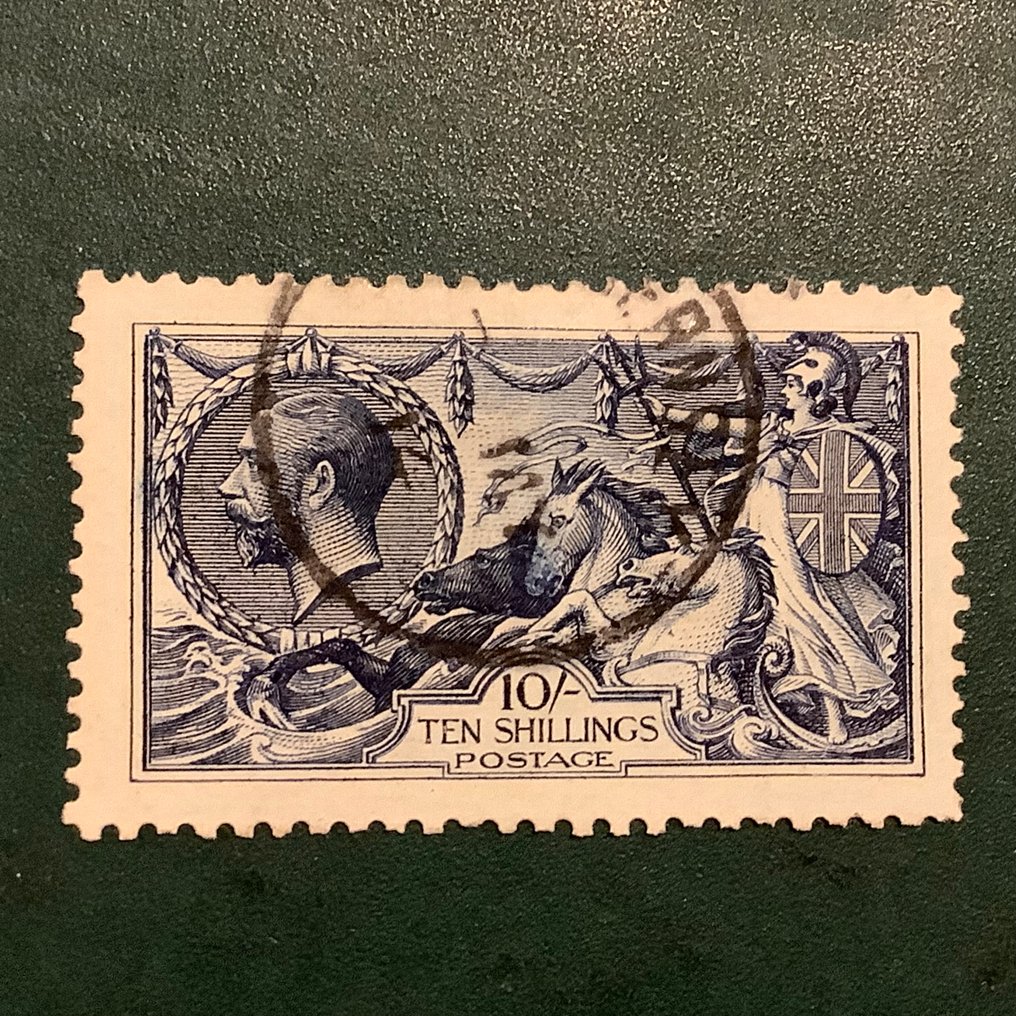 10/-
TEN SHILLINGS
POSTAGE